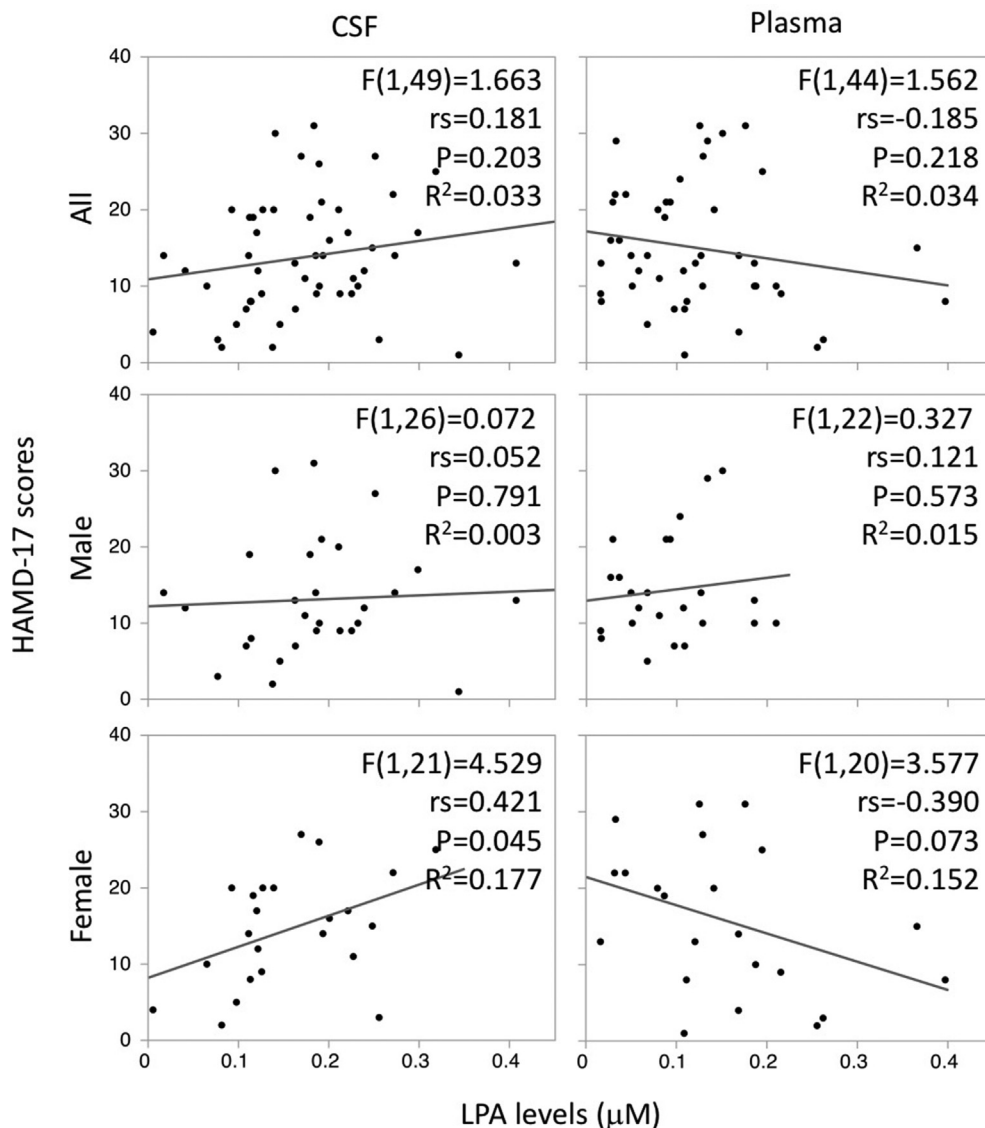 CSF
Plasma
HAMD-17 scores
All
40
30
20
10
0
F(1,49)=1.663
rs=0.181
P=0.203
R²=0.033
F(1,44)=1.562
rs=-0.185
P=0.218
R²=0.034
Male
40
30
20
10
0
F(1,26)=0.072
rs=0.052
P=0.791
R²=0.003
F(1,22)=0.327
rs=0.121
P=0.573
R²=0.015
Female
40
30
20
10
0
F(1,21)=4.529
rs=0.421
P=0.045
R²=0.177
F(1,20)=3.577
rs=-0.390
P=0.073
R²=0.152
0 0.1 0.2 0.3 0.4
0 0.1 0.2 0.3 0.4
LPA levels (μM)